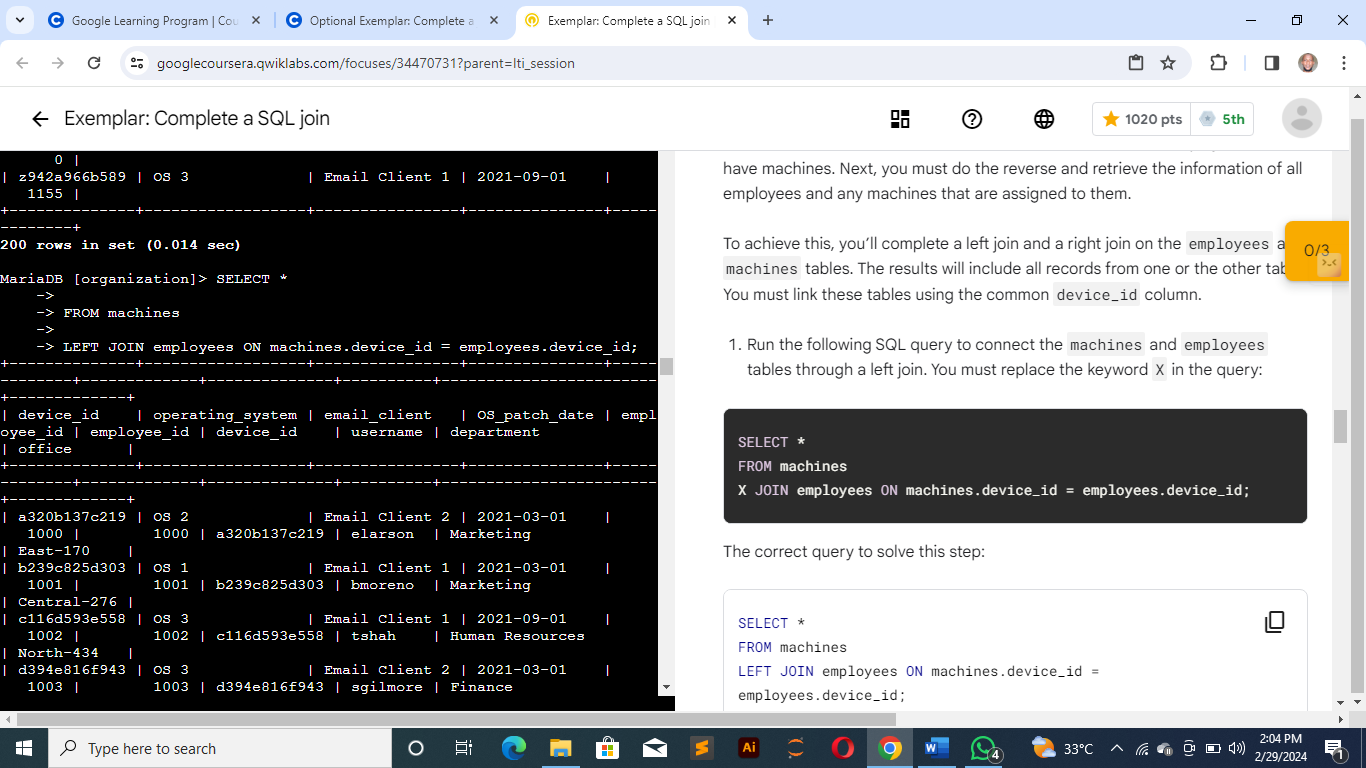 Google Learning Program | Cou
Optional Exemplar: Complete a
Exemplar: Complete a SQL join
googlecoursera.qwiklabs.com/focuses/34470731?parent=lti_session
Exemplar: Complete a SQL join
1020 pts
5th
0 |
| z942a966b589 | OS 3             | Email Client 1 | 2021-09-01    |
1155 |
+--------------+------------------+----------------+---------------+-----
--------+
200 rows in set (0.014 sec)
MariaDB [organization]> SELECT *
->
-> FROM machines
->
-> LEFT JOIN employees ON machines.device_id = employees.device_id;
+--------------+------------------+----------------+---------------+-----
--------+-------------+--------------+----------+------------------------
+-------------+
| device_id    | operating_system | email_client   | OS_patch_date | empl
oyee_id | employee_id | device_id    | username | department
| office      |
+--------------+------------------+----------------+---------------+-----
--------+-------------+--------------+----------+------------------------
+-------------+
| a320b137c219 | OS 2             | Email Client 2 | 2021-03-01    |
1000 |        1000 | a320b137c219 | elarson  | Marketing
| East-170    |
| b239c825d303 | OS 1             | Email Client 1 | 2021-03-01    |
1001 |        1001 | b239c825d303 | bmoreno  | Marketing
| Central-276 |
| c116d593e558 | OS 3             | Email Client 1 | 2021-09-01    |
1002 |        1002 | c116d593e558 | tshah    | Human Resources
| North-434   |
| d394e816f943 | OS 3             | Email Client 2 | 2021-03-01    |
1003 |        1003 | d394e816f943 | sgilmore | Finance
have machines. Next, you must do the reverse and retrieve the information of all
employees and any machines that are assigned to them.
To achieve this, you'll complete a left join and a right join on the employees a
machines tables. The results will include all records from one or the other tab
You must link these tables using the common device_id column.
0/3
1. Run the following SQL query to connect the machines and employees
tables through a left join. You must replace the keyword X in the query:
SELECT *
FROM machines
X JOIN employees ON machines.device_id = employees.device_id;
The correct query to solve this step:
SELECT *
FROM machines
LEFT JOIN employees ON machines.device_id =
employees.device_id;
Type here to search
Ai
4
33°C
2:04 PM
2/29/2024
1